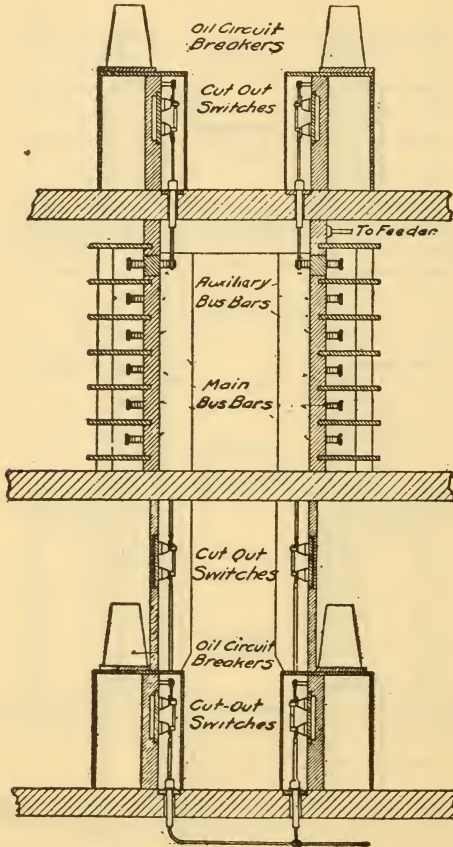 Oil Circuit
Breakers
Cut Out
Switches
To Feeder
Auxiliary
Bus Bars
Main
Bus Bars
Cut Out
Switches
Oil Circuit
Breakers
Cut-Out
Switches